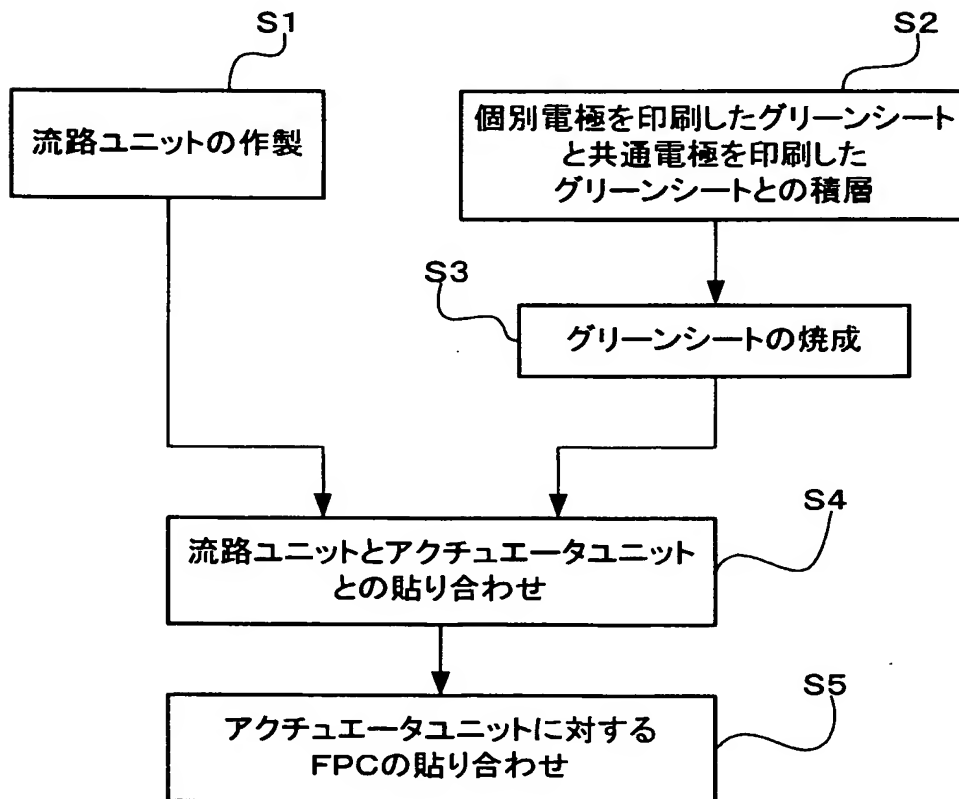 S1
流路ユニットの作製
S2
個別電極を印刷したグリーンシート
と共通電極を印刷した
グリーンシートとの積層
S3
グリーンシートの焼成
S4
流路ユニットとアクチュエータユニット
との貼り合わせ
S5
アクチュエータユニットに対する
FPCの貼り合わせ